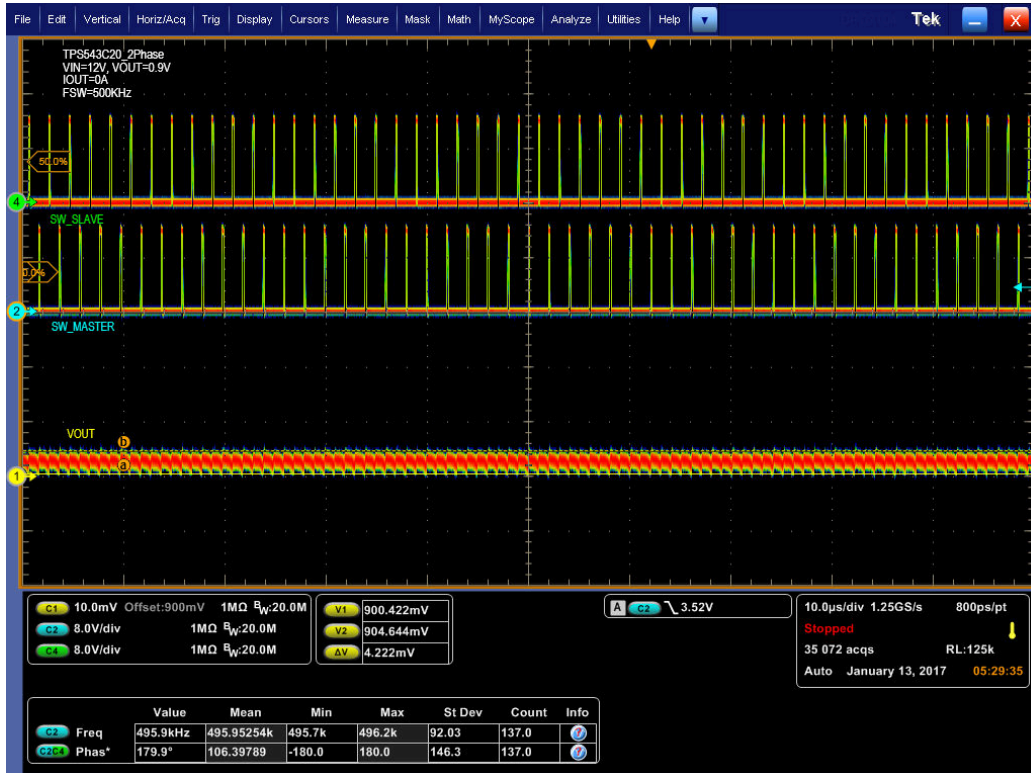 File Edit Vertical Horiz/Acq Trig Display Cursors Measure Mask Math MyScope Analyze Utilities Help Tek X
TPS543C20_2Phase
VIN=12V, VOUT=0.9V
IOUT=0A
FSW=500KHz
50.0%
4
SW_SLAVE
0.0%
2
SW_MASTER
VOUT
b
a
1
C1 10.0mV Offset:900mV 1MΩ BW:20.0M
C2 8.0V/div 1MΩ BW:20.0M
C4 8.0V/div 1MΩ BW:20.0M
V1 900.422mV
V2 904.644mV
ΔV 4.222mV
A C2 3.52V
10.0µs/div 1.25GS/s 800ps/pt
Stopped
35 072 acqs RL:125k
Auto January 13, 2017 05:29:35
Value Mean Min Max St Dev Count Info
C2 Freq 495.9kHz 495.95254k 495.7k 496.2k 92.03 137.0
C2C4 Phas* 179.9° 106.39789 -180.0 180.0 146.3 137.0